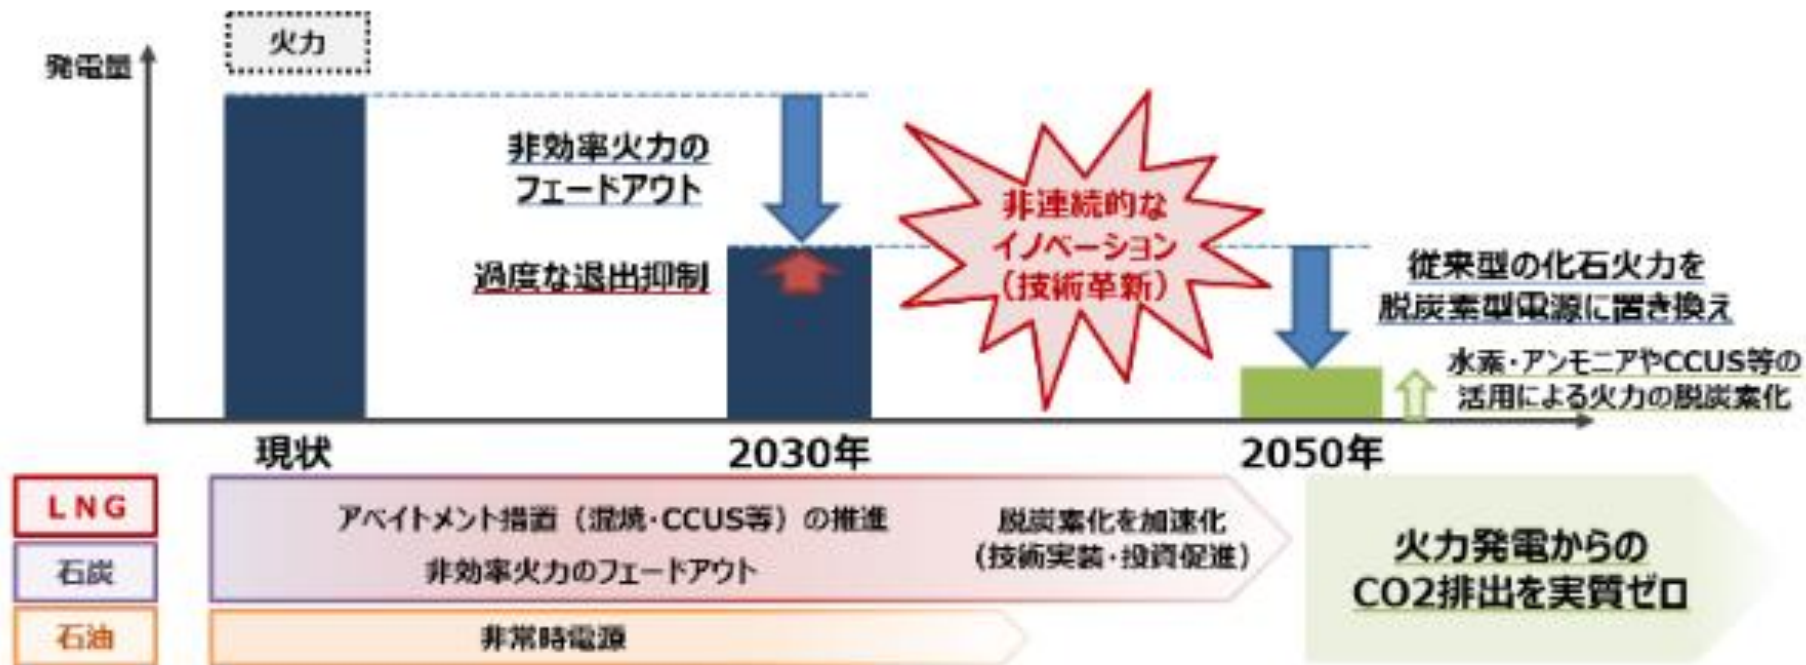 火力
発電量
非効率火力の
フェードアウト
過度な退出抑制
非連続的な
イノベーション
(技術革新)
従来型の化石火力を
脱炭素型電源に置き換え
水素・アンモニアやCCUS等の
活用による火力の脱炭素化
現状
2030年
2050年
LNG
石炭
石油
アベイトメント措置（混焼・CCUS等）の推進
非効率火力のフェードアウト
脱炭素化を加速化
(技術実装・投資促進)
非常時電源
火力発電からの
CO2排出を実質ゼロ